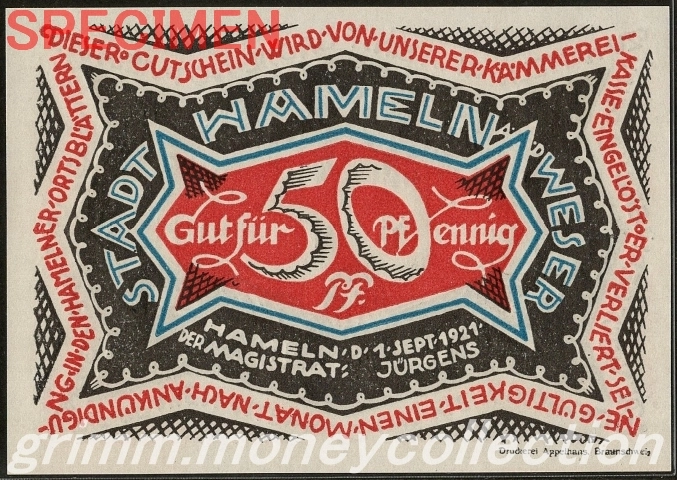 SPECIMEN
DIESER GUTSCHEIN·WIRD·VON·UNSERER·KÄMMEREI-
KASSE·EINGELÖST·ER·VERLIERT·SEI-
NE·GÜLTIGKEIT·EINEN·MONAT·NACH·ANKÜNDIGU-
NG·IN·DEN·HAMELNER·ORTSBLÄTTERN
STADT
HAMELN AND
WESER
Gut für 50 Pfennig
Pf.
HAMELN·D·1·SEPT·1921·
DER MAGISTRAT: JÜRGENS
grimm.moneycollection
Druckerei Appelhans, Braunschweig